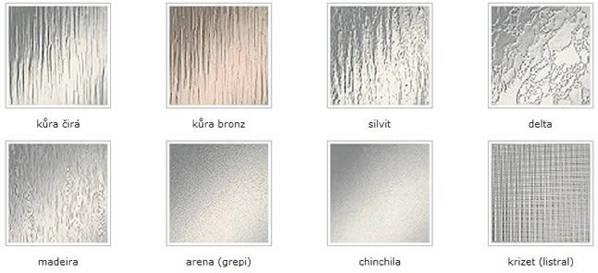 kůra čirá
kůra bronz
silvit
delta
madeira
arena (grepi)
chinchila
krizet (listral)